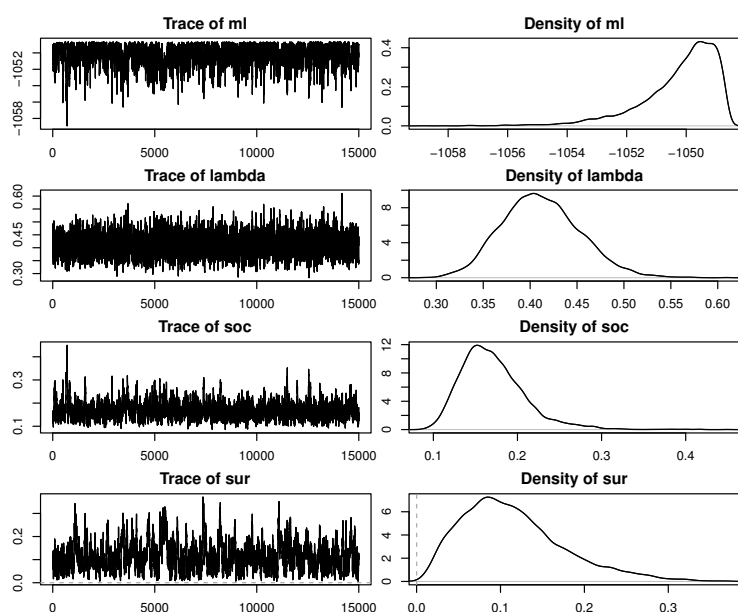 Trace of ml
Density of ml
−1058 −1052
0 5000 10000 15000
0.0 0.4
−1058 −1056 −1054 −1052 −1050
Trace of lambda
Density of lambda
0.30 0.45 0.60
0 5000 10000 15000
0 4 8
0.30 0.35 0.40 0.45 0.50 0.55 0.60
Trace of soc
Density of soc
0.1 0.3
0 5000 10000 15000
0 4 8 12
0.1 0.2 0.3 0.4
Trace of sur
Density of sur
0.0 0.2
0 5000 10000 15000
0 2 4 6
0.0 0.1 0.2 0.3